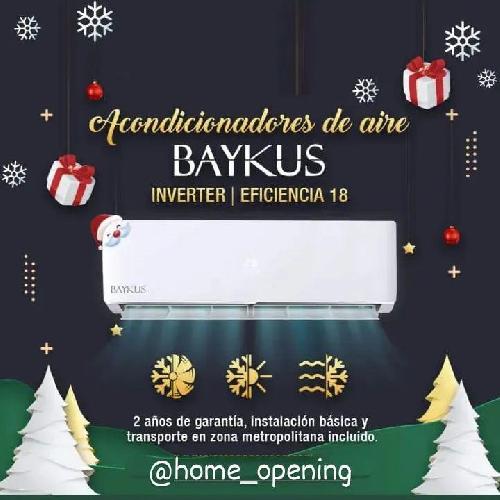 Acondicionadores de aire
BAYKUS
INVERTER | EFICIENCIA 18
BAYKUS
2 años de garantía, instalación básica y
transporte en zona metropolitana incluído.
@home_opening